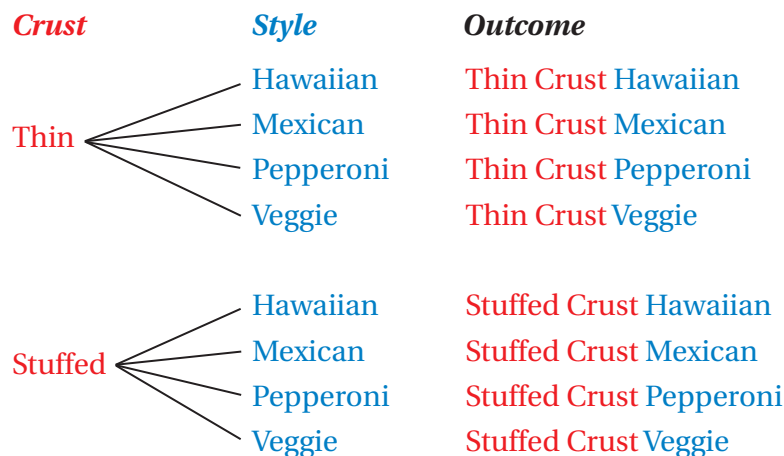 Crust Style Outcome
Hawaiian Thin Crust Hawaiian
Thin Mexican Thin Crust Mexican
Pepperoni Thin Crust Pepperoni
Veggie Thin Crust Veggie
Hawaiian Stuffed Crust Hawaiian
Stuffed Mexican Stuffed Crust Mexican
Pepperoni Stuffed Crust Pepperoni
Veggie Stuffed Crust Veggie